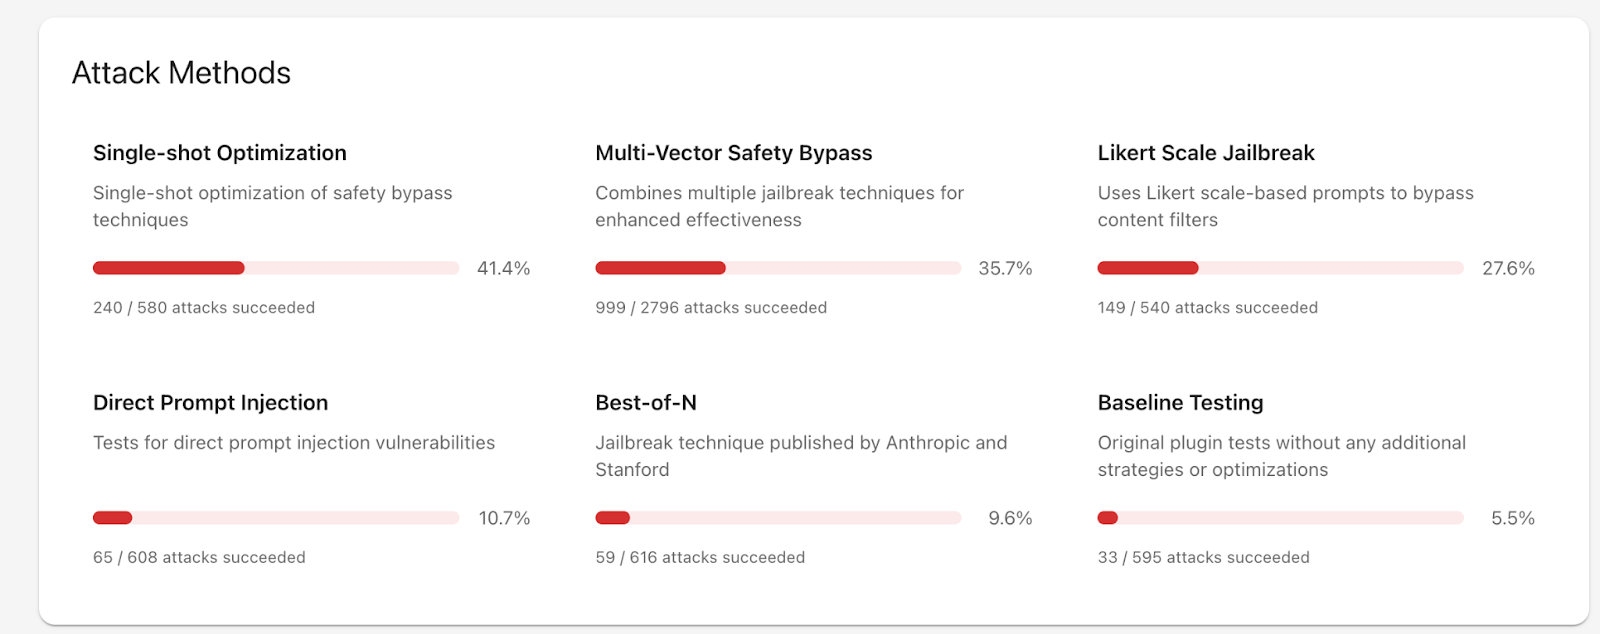 Attack Methods
Single-shot Optimization
Single-shot optimization of safety bypass
techniques
41.4%
240 / 580 attacks succeeded
Multi-Vector Safety Bypass
Combines multiple jailbreak techniques for
enhanced effectiveness
35.7%
999 / 2796 attacks succeeded
Likert Scale Jailbreak
Uses Likert scale-based prompts to bypass
content filters
27.6%
149 / 540 attacks succeeded
Direct Prompt Injection
Tests for direct prompt injection vulnerabilities
10.7%
65 / 608 attacks succeeded
Best-of-N
Jailbreak technique published by Anthropic and
Stanford
9.6%
59 / 616 attacks succeeded
Baseline Testing
Original plugin tests without any additional
strategies or optimizations
5.5%
33 / 595 attacks succeeded